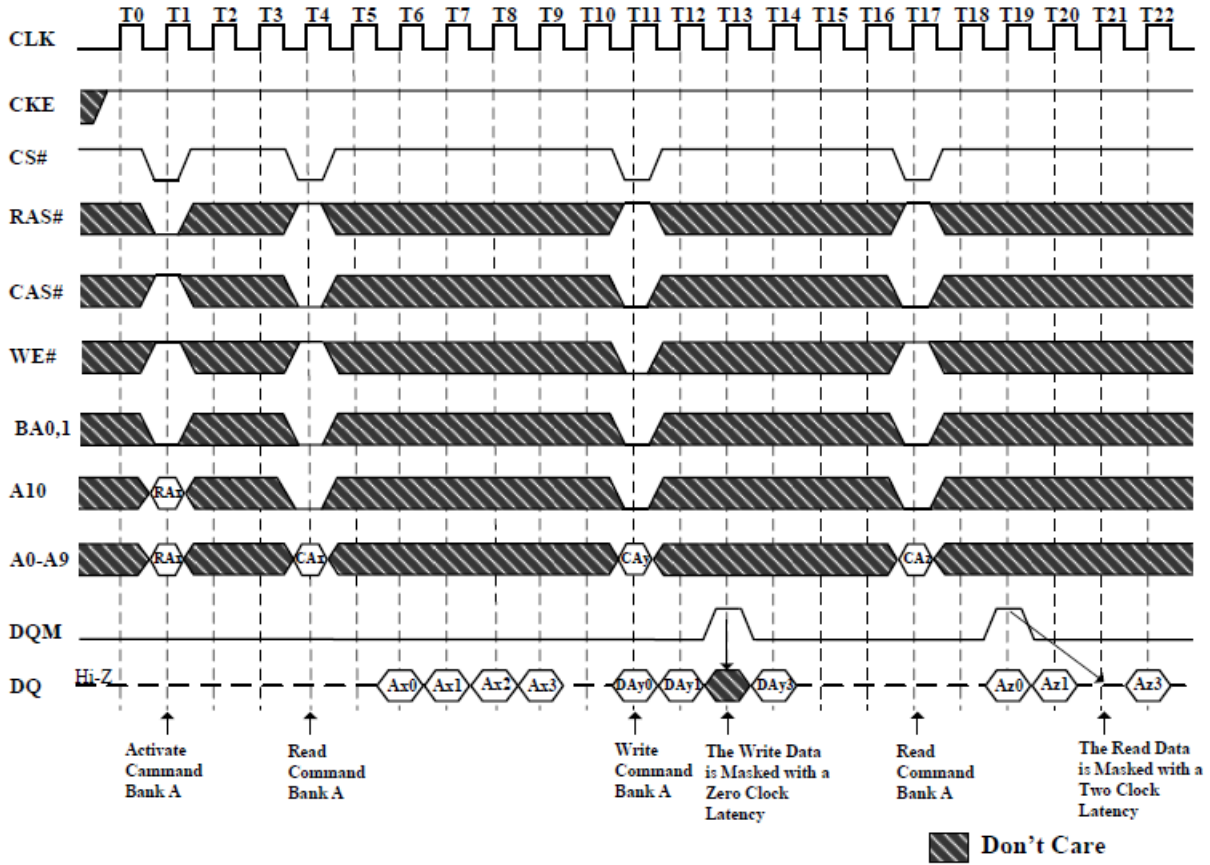 T0 T1 T2 T3 T4 T5 T6 T7 T8 T9 T10 T11 T12 T13 T14 T15 T16 T17 T18 T19 T20 T21 T22
CLK
CKE
CS#
RAS#
CAS#
WE#
BA0,1
A10 RAx
A0-A9 RAx CAx CAy CAz
DQM
Hi-Z
DQ Ax0 Ax1 Ax2 Ax3 DAy0 DAy1 DAy3 Az0 Az1 Az3
Activate
Cammand
Bank A
Read
Command
Bank A
Write
Command
Bank A
The Write Data
is Masked with a
Zero Clock
Latency
Read
Command
Bank A
The Read Data
is Masked with a
Two Clock
Latency
Don't Care